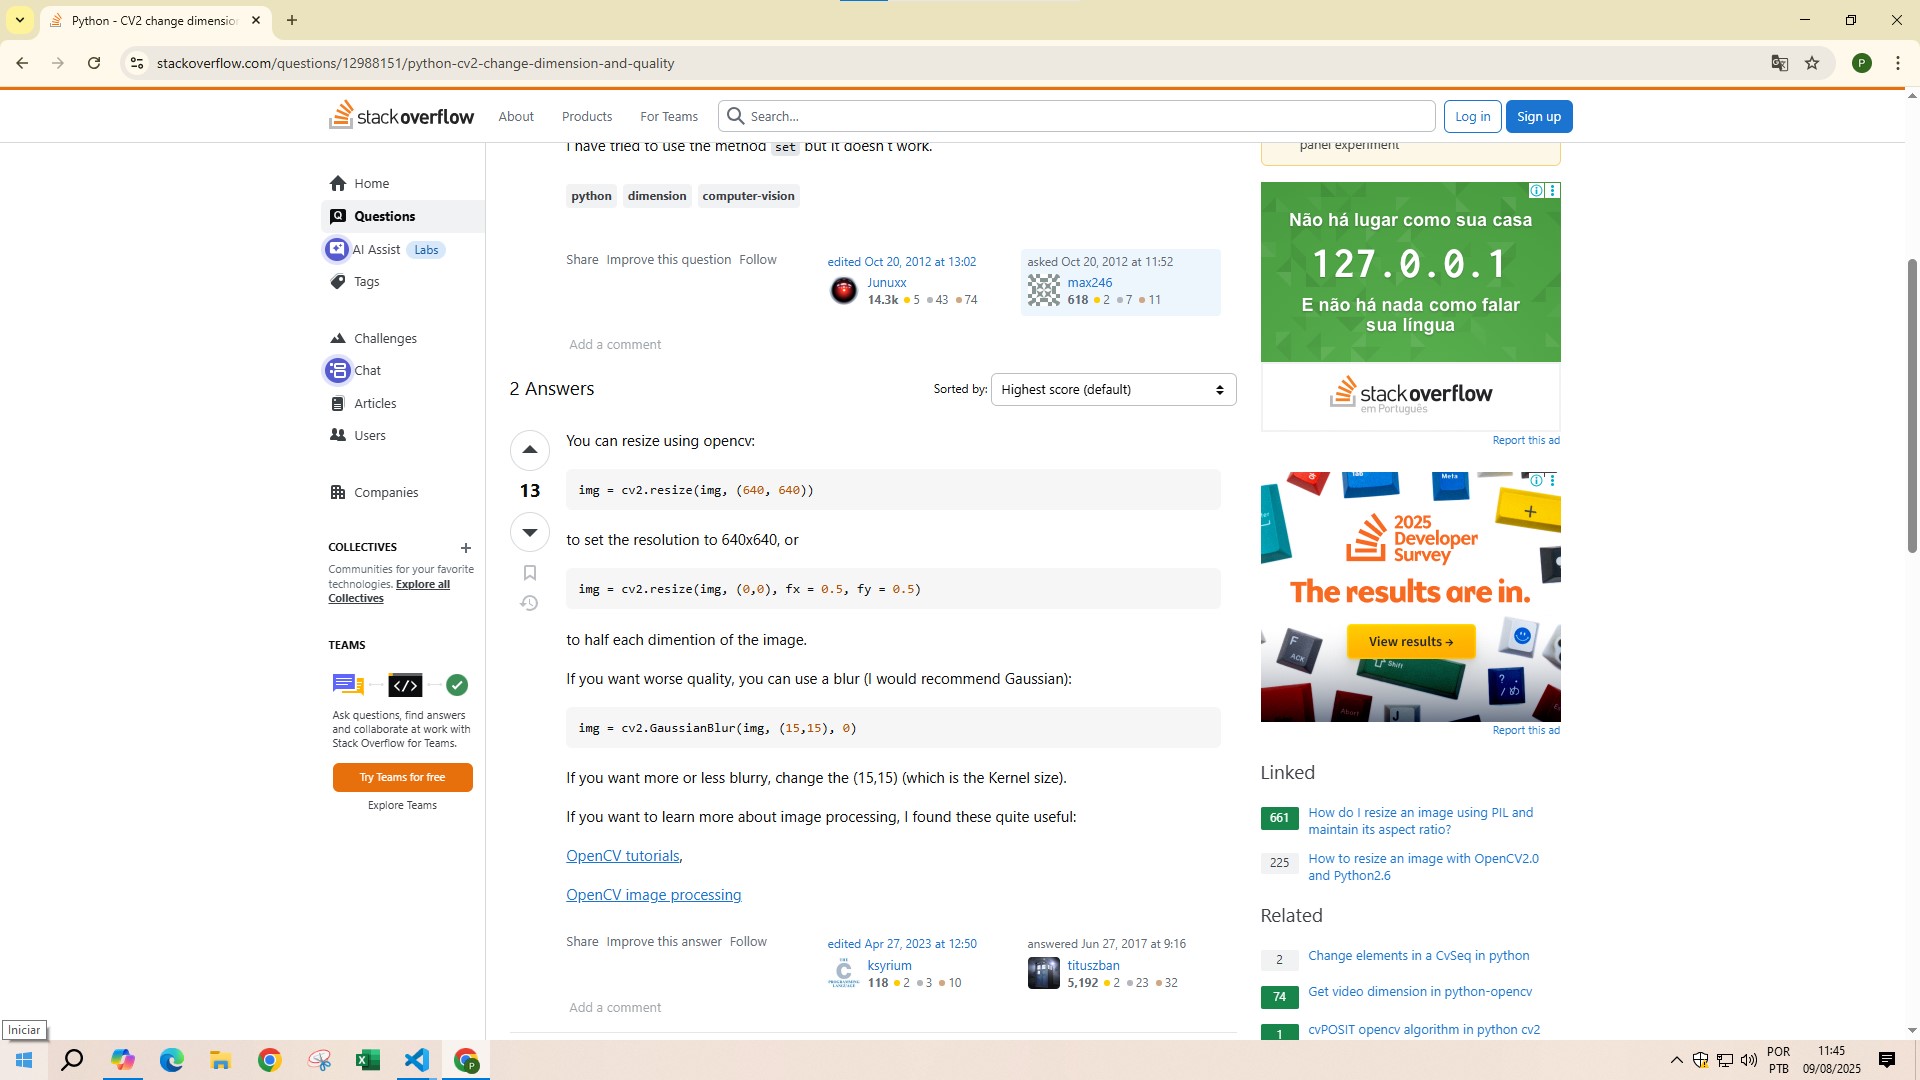 Python - CV2 change dimension
stackoverflow.com/questions/12988151/python-cv2-change-dimension-and-quality
P
stackoverflow
About
Products
For Teams
Search...
Log in
Sign up
Home
Questions
AI Assist
Labs
Tags
Challenges
Chat
Articles
Users
Companies
COLLECTIVES
Communities for your favorite
technologies. Explore all
Collectives
TEAMS
Ask questions, find answers
and collaborate at work with
Stack Overflow for Teams.
Try Teams for free
Explore Teams
I have tried to use the method set but it doesn't work.
python
dimension
computer-vision
Share Improve this question Follow
edited Oct 20, 2012 at 13:02
Junuxx
14.3k 5 43 74
asked Oct 20, 2012 at 11:52
max246
618 2 7 11
Add a comment
2 Answers
Sorted by:
Highest score (default)
13
You can resize using opencv:
img = cv2.resize(img, (640, 640))
to set the resolution to 640x640, or
img = cv2.resize(img, (0,0), fx = 0.5, fy = 0.5)
to half each dimention of the image.
If you want worse quality, you can use a blur (I would recommend Gaussian):
img = cv2.GaussianBlur(img, (15,15), 0)
If you want more or less blurry, change the (15,15) (which is the Kernel size).
If you want to learn more about image processing, I found these quite useful:
OpenCV tutorials,
OpenCV image processing
Share Improve this answer Follow
edited Apr 27, 2023 at 12:50
ksyrium
118 2 3 10
answered Jun 27, 2017 at 9:16
tituszban
5,192 2 23 32
Add a comment
panel experiment
Não há lugar como sua casa
127.0.0.1
E não há nada como falar
sua língua
stackoverflow
em Português
Report this ad
2025
Developer
Survey
The results are in.
View results →
Meta
F
ACK
Shift
Abort
J
Report this ad
Linked
661
How do I resize an image using PIL and
maintain its aspect ratio?
225
How to resize an image with OpenCV2.0
and Python2.6
Related
2
Change elements in a CvSeq in python
74
Get video dimension in python-opencv
1
cvPOSIT opencv algorithm in python cv2
Iniciar
POR
PTB
11:45
09/08/2025